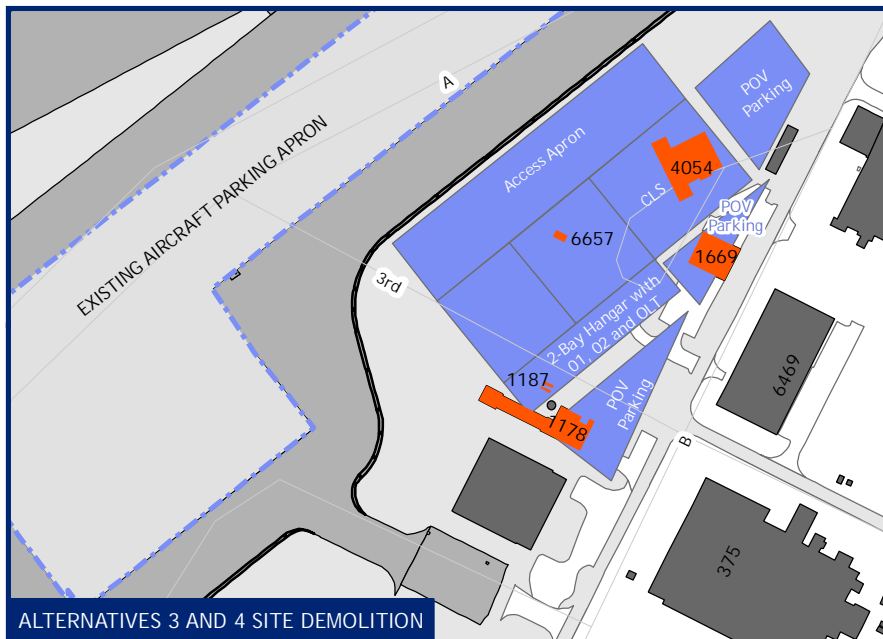 A
POV
Parking
EXISTING AIRCRAFT PARKING APRON
Access Apron
4054
CLS
POV
Parking
6657
1669
3rd
2-Bay Hangar with
01, 02 and OLT
1187
POV
Parking
1178
6469
B
375
ALTERNATIVES 3 AND 4 SITE DEMOLITION